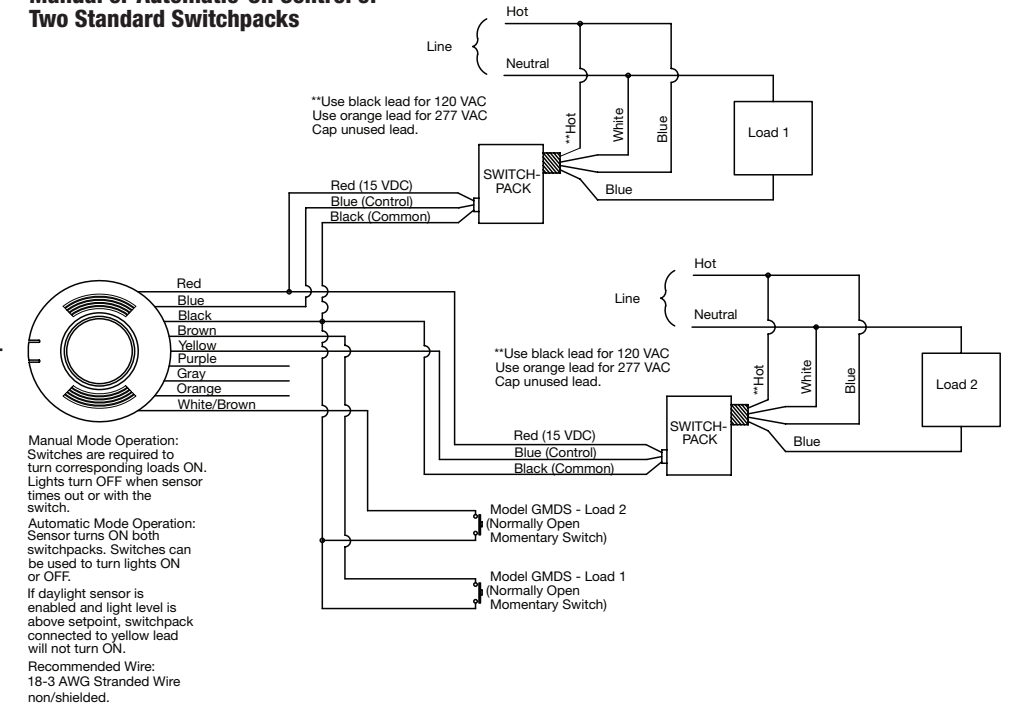 Manual or Automatic-On Control of
Two Standard Switchpacks
Hot
Line
Neutral
**Use black lead for 120 VAC
Use orange lead for 277 VAC
Cap unused lead.
**Hot
White
Blue
Load 1
SWITCH-
PACK
Blue
Red (15 VDC)
Blue (Control)
Black (Common)
Red
Blue
Black
Brown
Yellow
Purple
Gray
Orange
White/Brown
Hot
Line
Neutral
**Use black lead for 120 VAC
Use orange lead for 277 VAC
Cap unused lead.
**Hot
White
Blue
Load 2
SWITCH-
PACK
Blue
Red (15 VDC)
Blue (Control)
Black (Common)
Manual Mode Operation:
Switches are required to
turn corresponding loads ON.
Lights turn OFF when sensor
times out or with the
switch.
Automatic Mode Operation:
Sensor turns ON both
switchpacks. Switches can
be used to turn lights ON
or OFF.
If daylight sensor is
enabled and light level is
above setpoint, switchpack
connected to yellow lead
will not turn ON.
Recommended Wire:
18-3 AWG Stranded Wire
non/shielded.
Model GMDS - Load 2
(Normally Open
Momentary Switch)
Model GMDS - Load 1
(Normally Open
Momentary Switch)